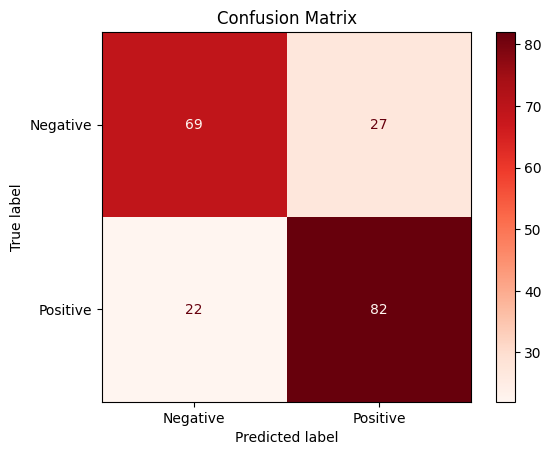 Confusion Matrix
True label
Negative
69
27
Positive
22
82
Negative
Positive
Predicted label
80
70
60
50
40
30